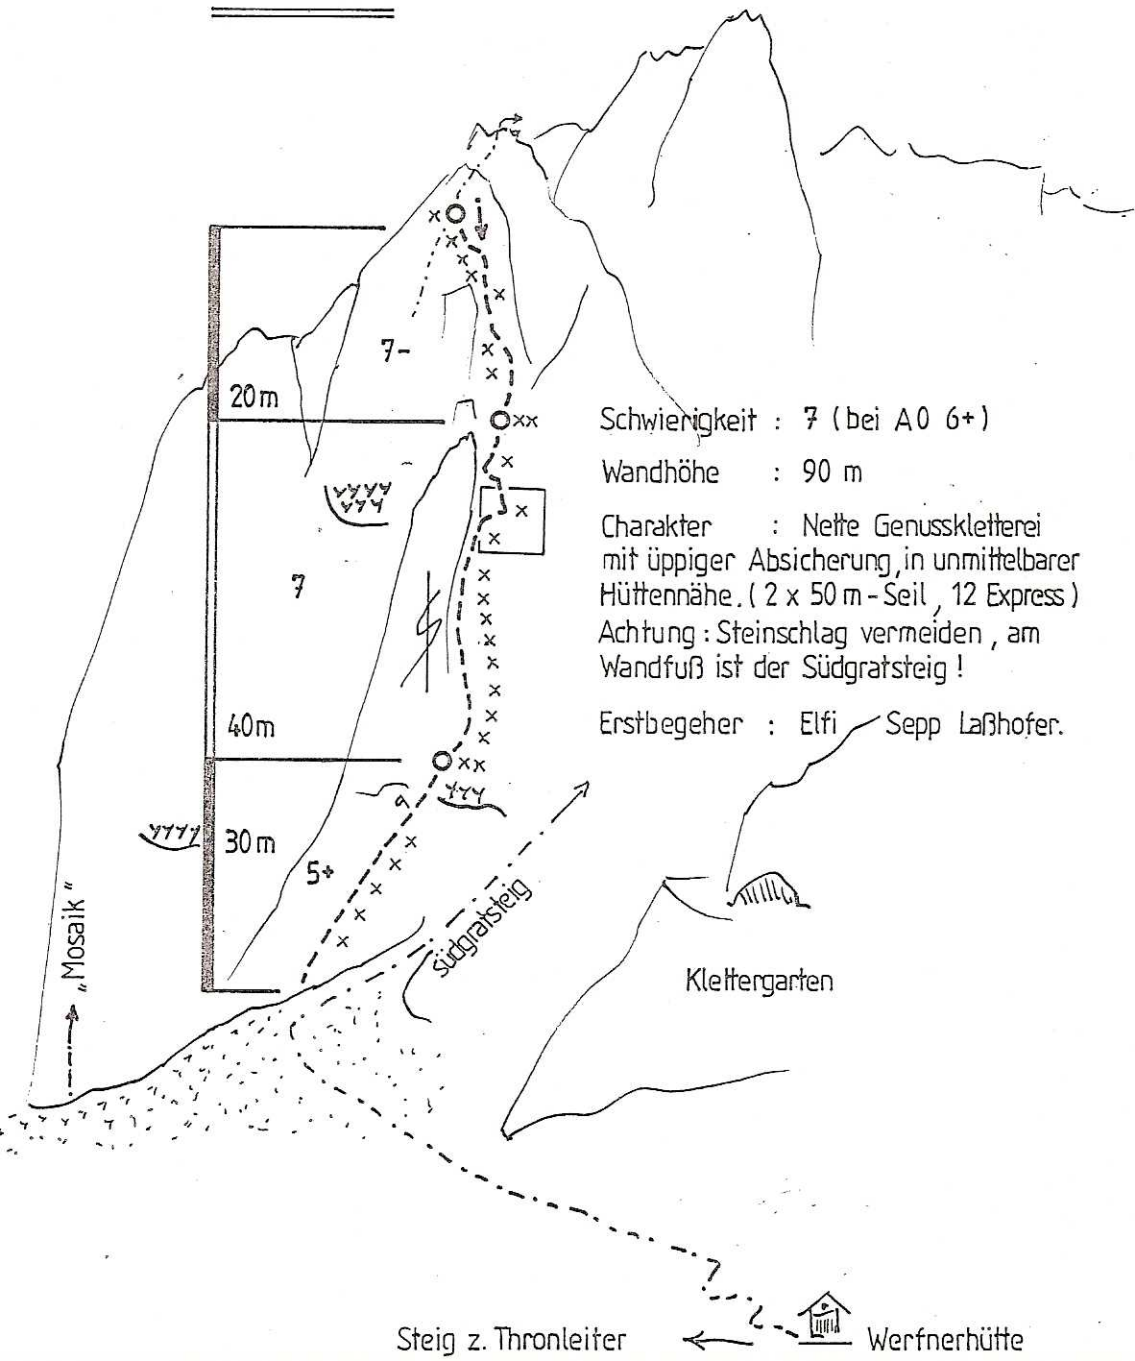 7-
20 m
Schwierigkeit : 7 (bei A0 6+)
Wandhöhe : 90 m
Charakter : Nette Genusskletterei
mit üppiger Absicherung, in unmittelbarer
Hüttennähe. ( 2 x 50 m - Seil , 12 Express )
Achtung : Steinschlag vermeiden , am
Wandfuß ist der Südgratsteig !
Erstbegeher : Elfi Sepp Laßhofer.
7
40m
30 m
5+
"Mosaik"
Südgratsteig
Klettergarten
Steig z. Thronleiter
Werfnerhütte